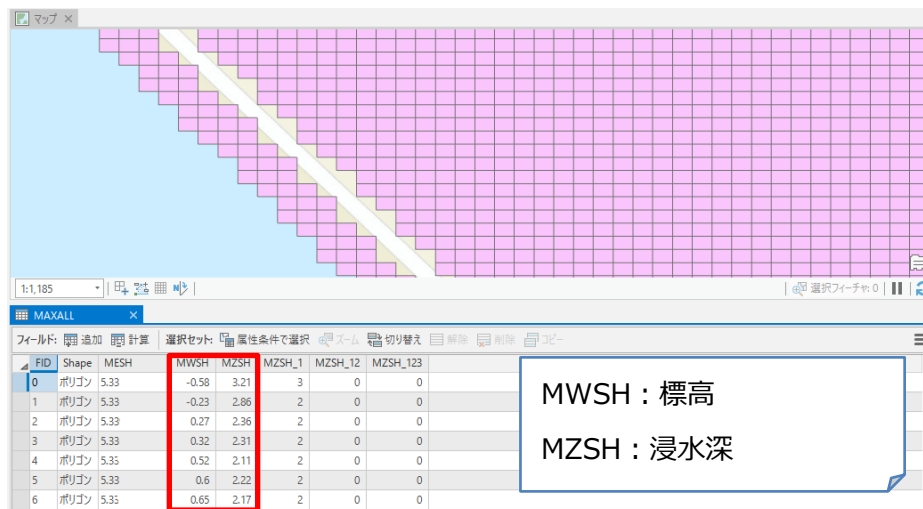 マップ ×
1:1,185
選択フィーチャ: 0
MAXALL ×
フィールド: 追加 計算 選択セット: 属性条件で選択 ズーム 切り替え 解除 削除 コピー
FID Shape MESH MWSH MZSH MZSH_1 MZSH_12 MZSH_123
0 ポリゴン 5.33 -0.58 3.21 3 0 0
1 ポリゴン 5.33 -0.23 2.86 2 0 0
2 ポリゴン 5.33 0.27 2.36 2 0 0
3 ポリゴン 5.33 0.32 2.31 2 0 0
4 ポリゴン 5.33 0.52 2.11 2 0 0
5 ポリゴン 5.33 0.6 2.22 2 0 0
6 ポリゴン 5.33 0.65 2.17 2 0 0
MWSH：標高
MZSH：浸水深